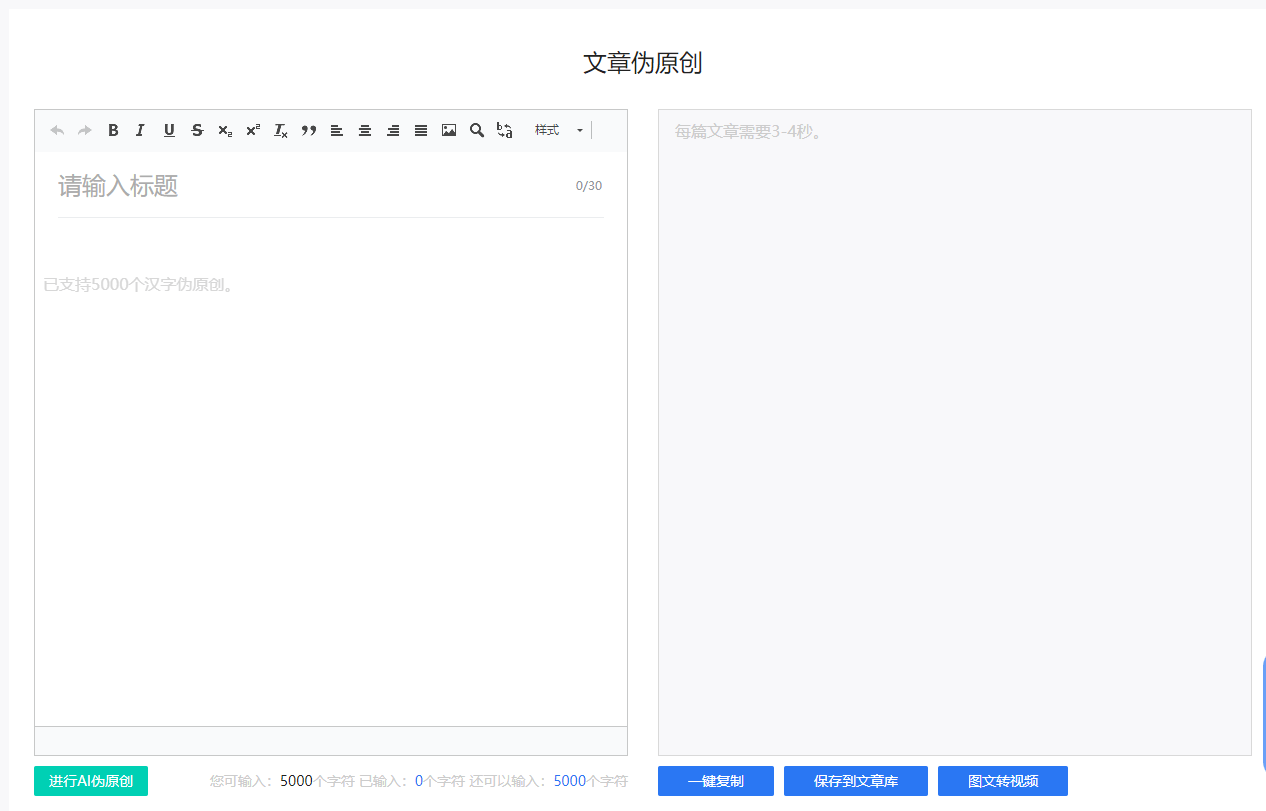 文章伪原创
样式
请输入标题 0/30
已支持5000个汉字伪原创。
每篇文章需要3-4秒。
进行AI伪原创 您可输入：5000个字符 已输入：0个字符 还可以输入：5000个字符
一键复制 保存到文章库 图文转视频